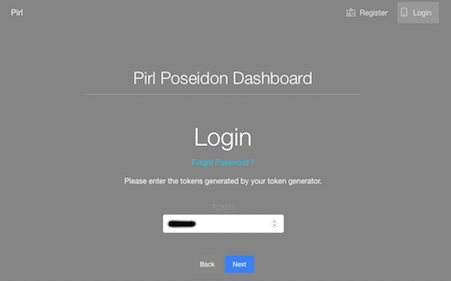 Pirl
Register
Login
Pirl Poseidon Dashboard
Login
Forgot Password ?
Please enter the tokens generated by your token generator.
TOKEN
Back
Next